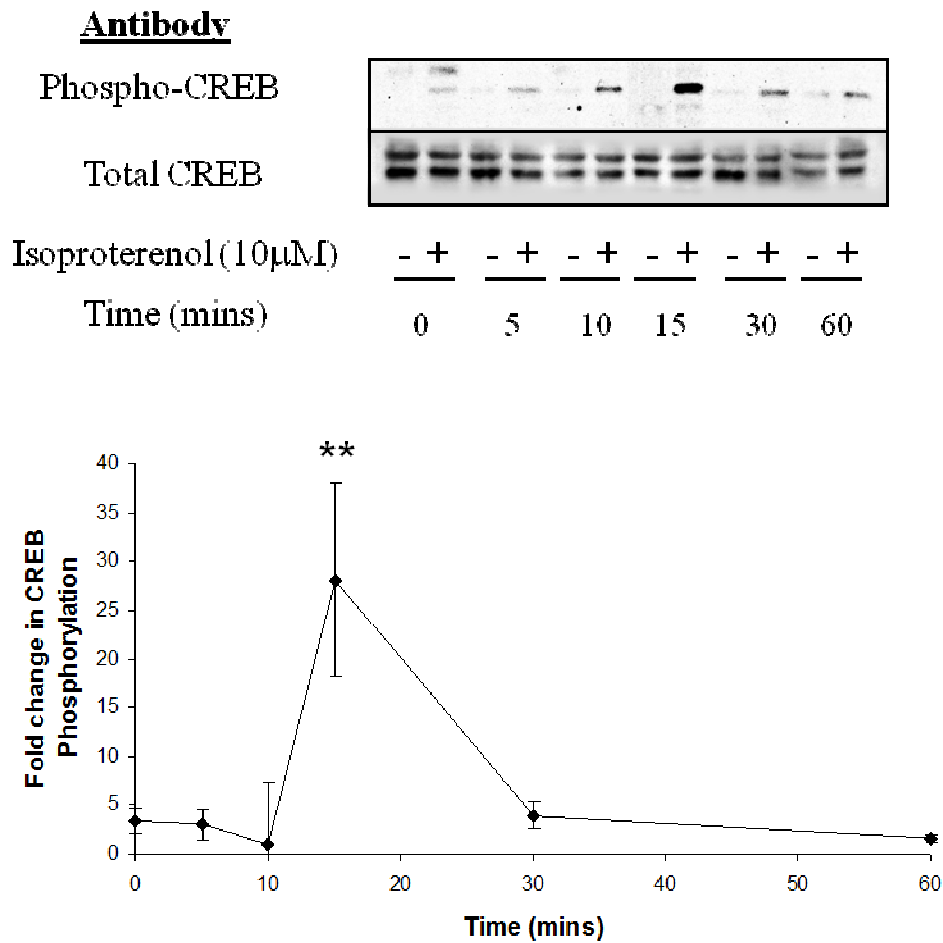 Antibody
Phospho-CREB
Total CREB
Isoproterenol (10μM) - + - + - + - + - + - +
Time (mins) 0 5 10 15 30 60
**
40
35
30
25
20
15
10
5
0
Fold change in CREB
Phosphorylation
0 10 20 30 40 50 60
Time (mins)